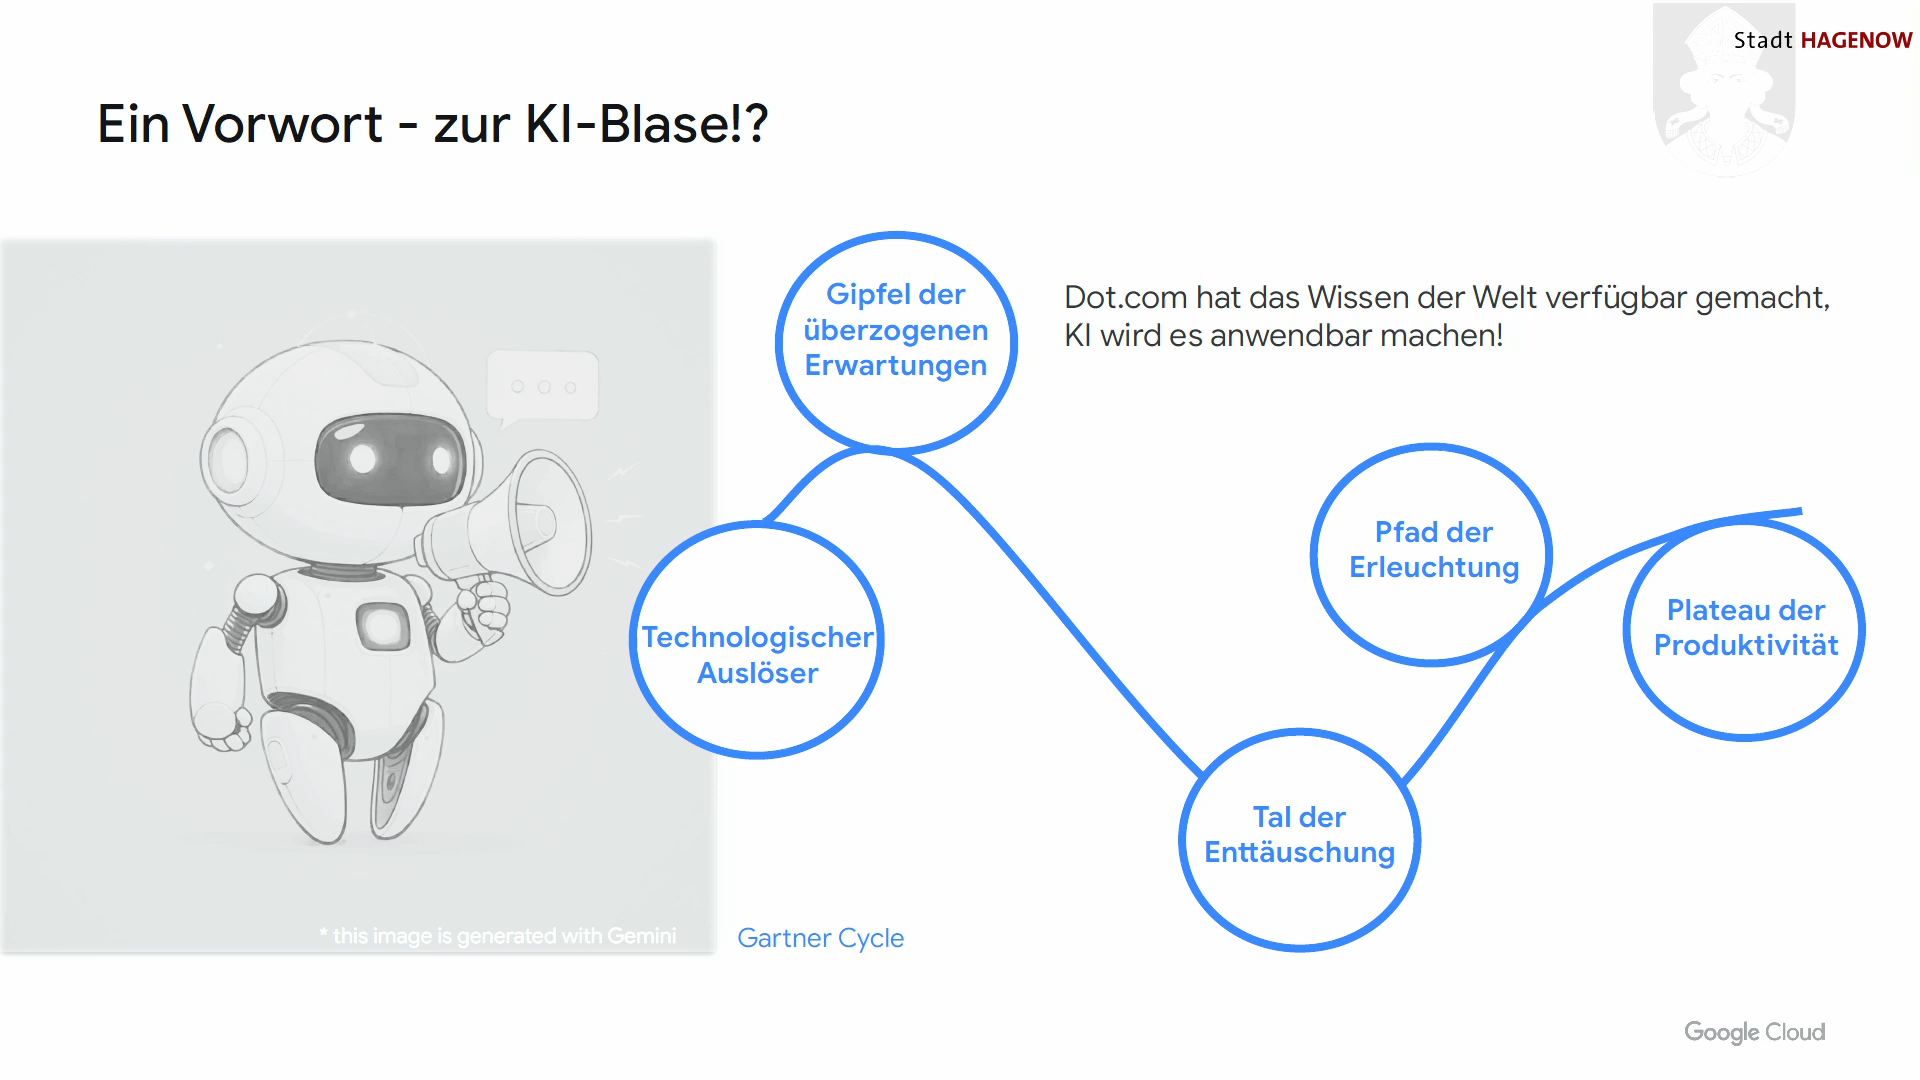 Stadt HAGENOW
Ein Vorwort - zur KI-Blase!?
Gipfel der
überzogenen
Erwartungen
Dot.com hat das Wissen der Welt verfügbar gemacht,
KI wird es anwendbar machen!
Technologischer
Auslöser
Pfad der
Erleuchtung
Plateau der
Produktivität
Tal der
Enttäuschung
* this image is generated with Gemini
Gartner Cycle
Google Cloud